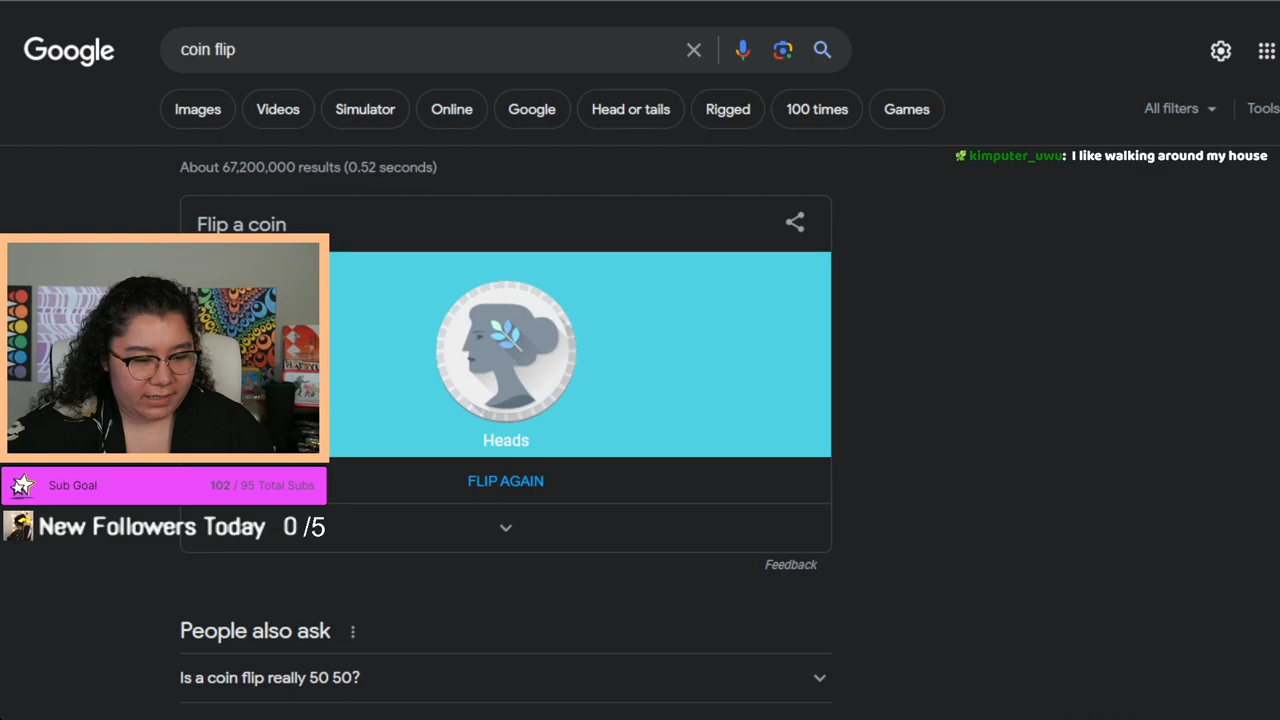 Google
coin flip
Images
Videos
Simulator
Online
Google
Head or tails
Rigged
100 times
Games
All filters
Tools
About 67,200,000 results (0.52 seconds)
kimputer_uwu: I like walking around my house
Flip a coin
Heads
FLIP AGAIN
Sub Goal 102 / 95 Total Subs
New Followers Today 0 /5
Feedback
People also ask
Is a coin flip really 50 50?